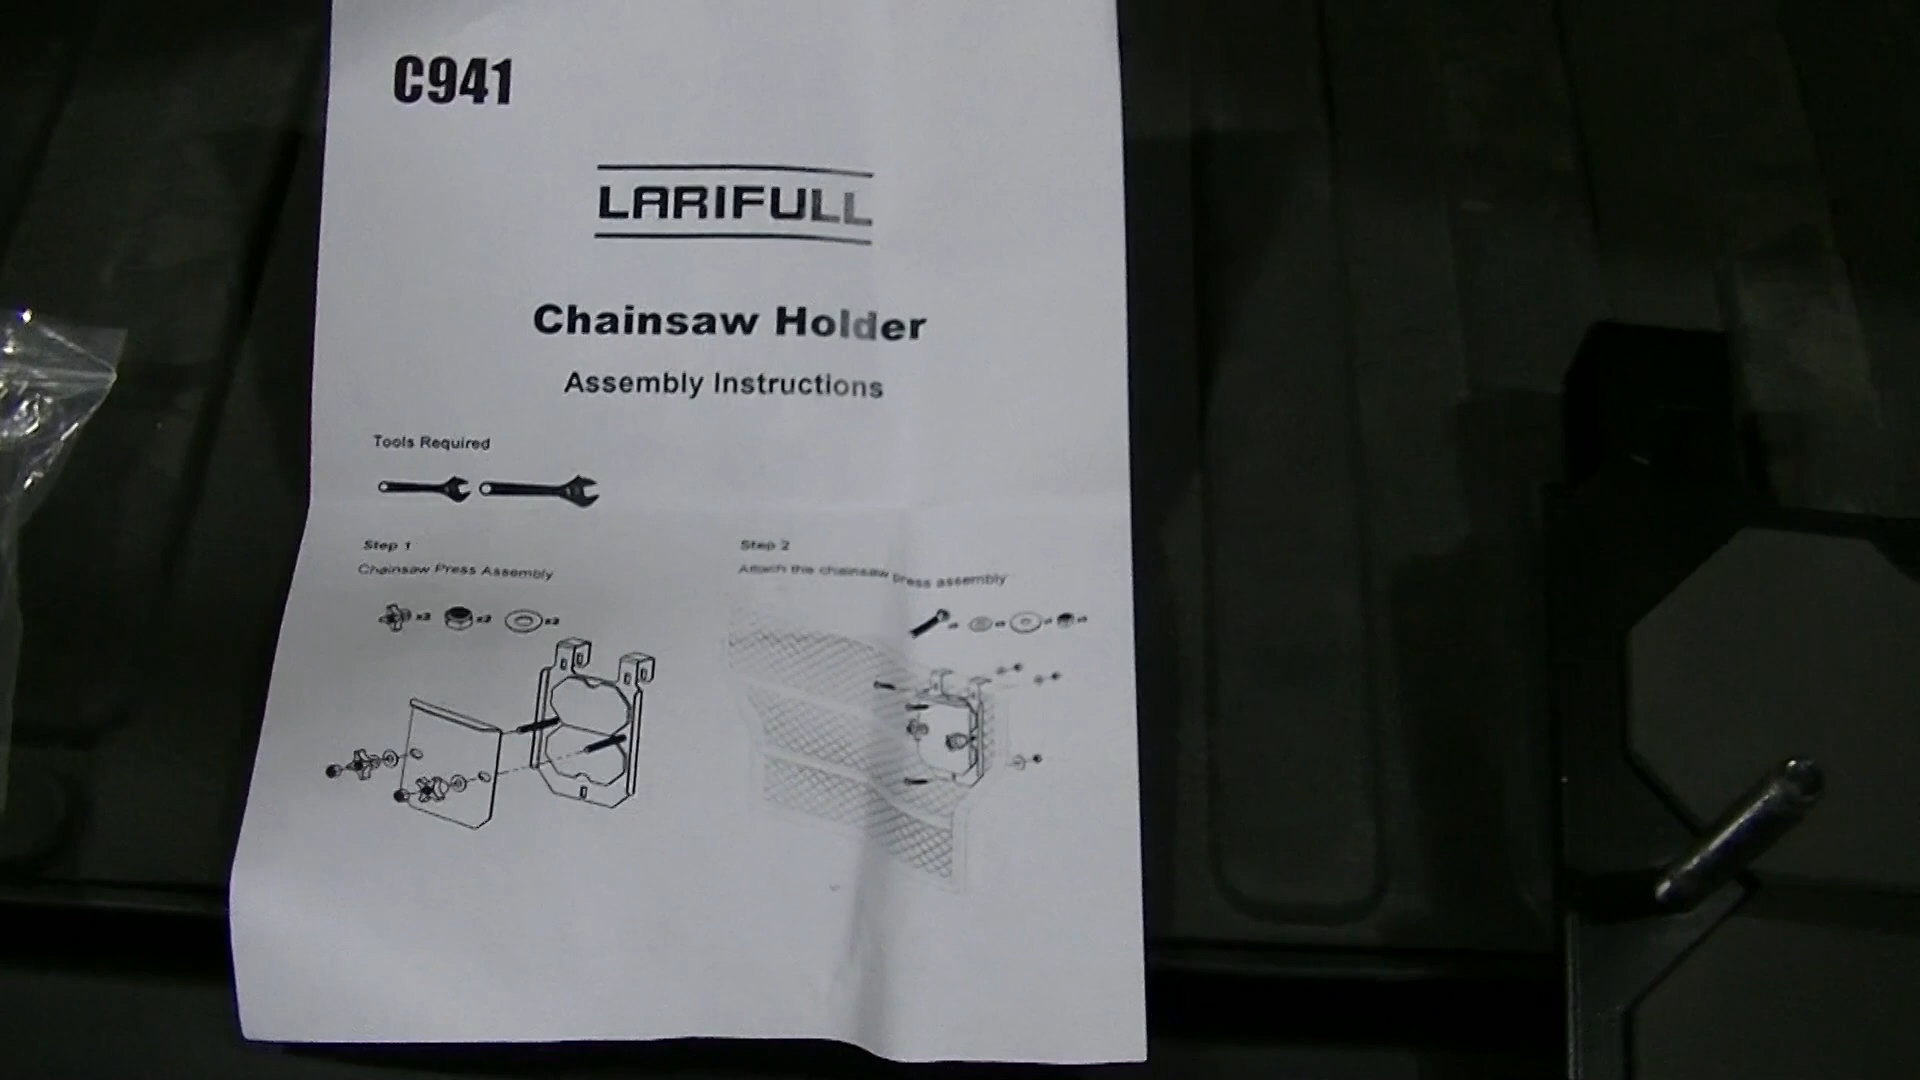 C941
LARIFULL
Chainsaw Holder
Assembly Instructions
Tools Required
Step 1
Chainsaw Press Assembly
x2 x2 x2
Step 2
Attach the chainsaw press assembly